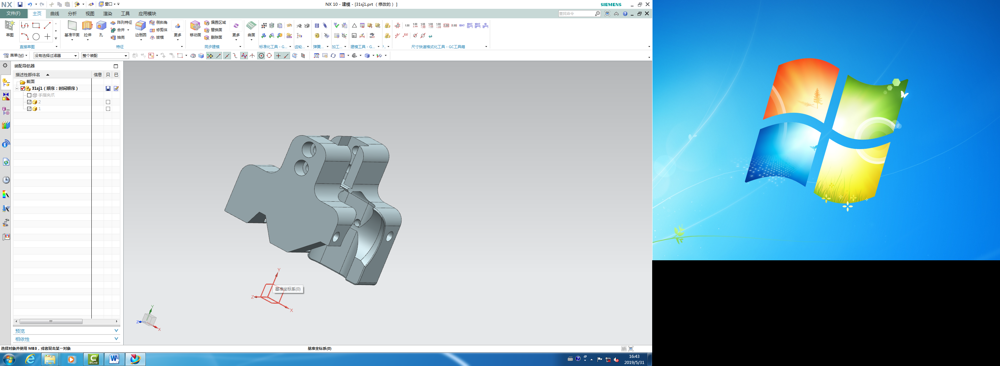 NX 窗口 NX 10 - 建模 - [31sj1.prt （修改的） ] SIEMENS
文件(F) 主页 曲线 分析 视图 渲染 工具 应用模块 查找命令
草图
直接草图
基准平面 拉伸 孔 阵列特征 合并 抽壳 边倒圆 倒斜角 修剪体 拔模 更多
特征
移动面 偏置区域 替换面 删除面 更多
同步建模
曲面
标准化工具 - G... 齿轮... 弹簧... 加工... 建模工具 - G... 尺寸快速格式化工具 - GC工具箱
菜单(M) 没有选择过滤器 整个装配
装配导航器
描述性部件名 信息 只 已
截面
31sj1 ( 顺序 : 时间顺序 )
手指夹爪
2
1
Y
基准坐标系(0)
Z
X
Y
Z
X
预览
相依性
选择对象并使用 MB3，或者双击某一对象 基准坐标系(0)
BDS
16:43
2019/5/31